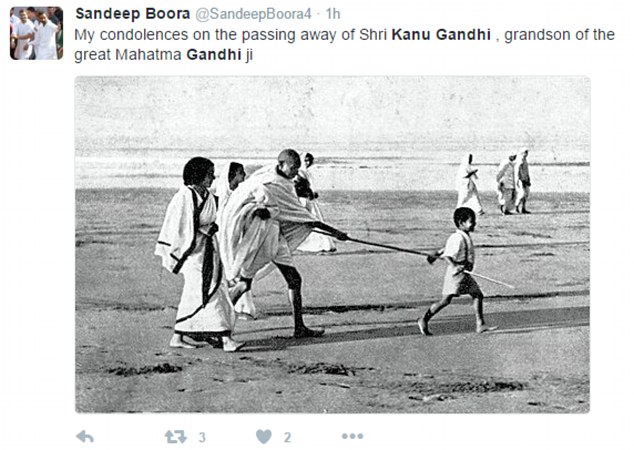 Sandeep Boora @SandeepBoora4 · 1h
My condolences on the passing away of Shri Kanu Gandhi , grandson of the
great Mahatma Gandhi ji
3 2